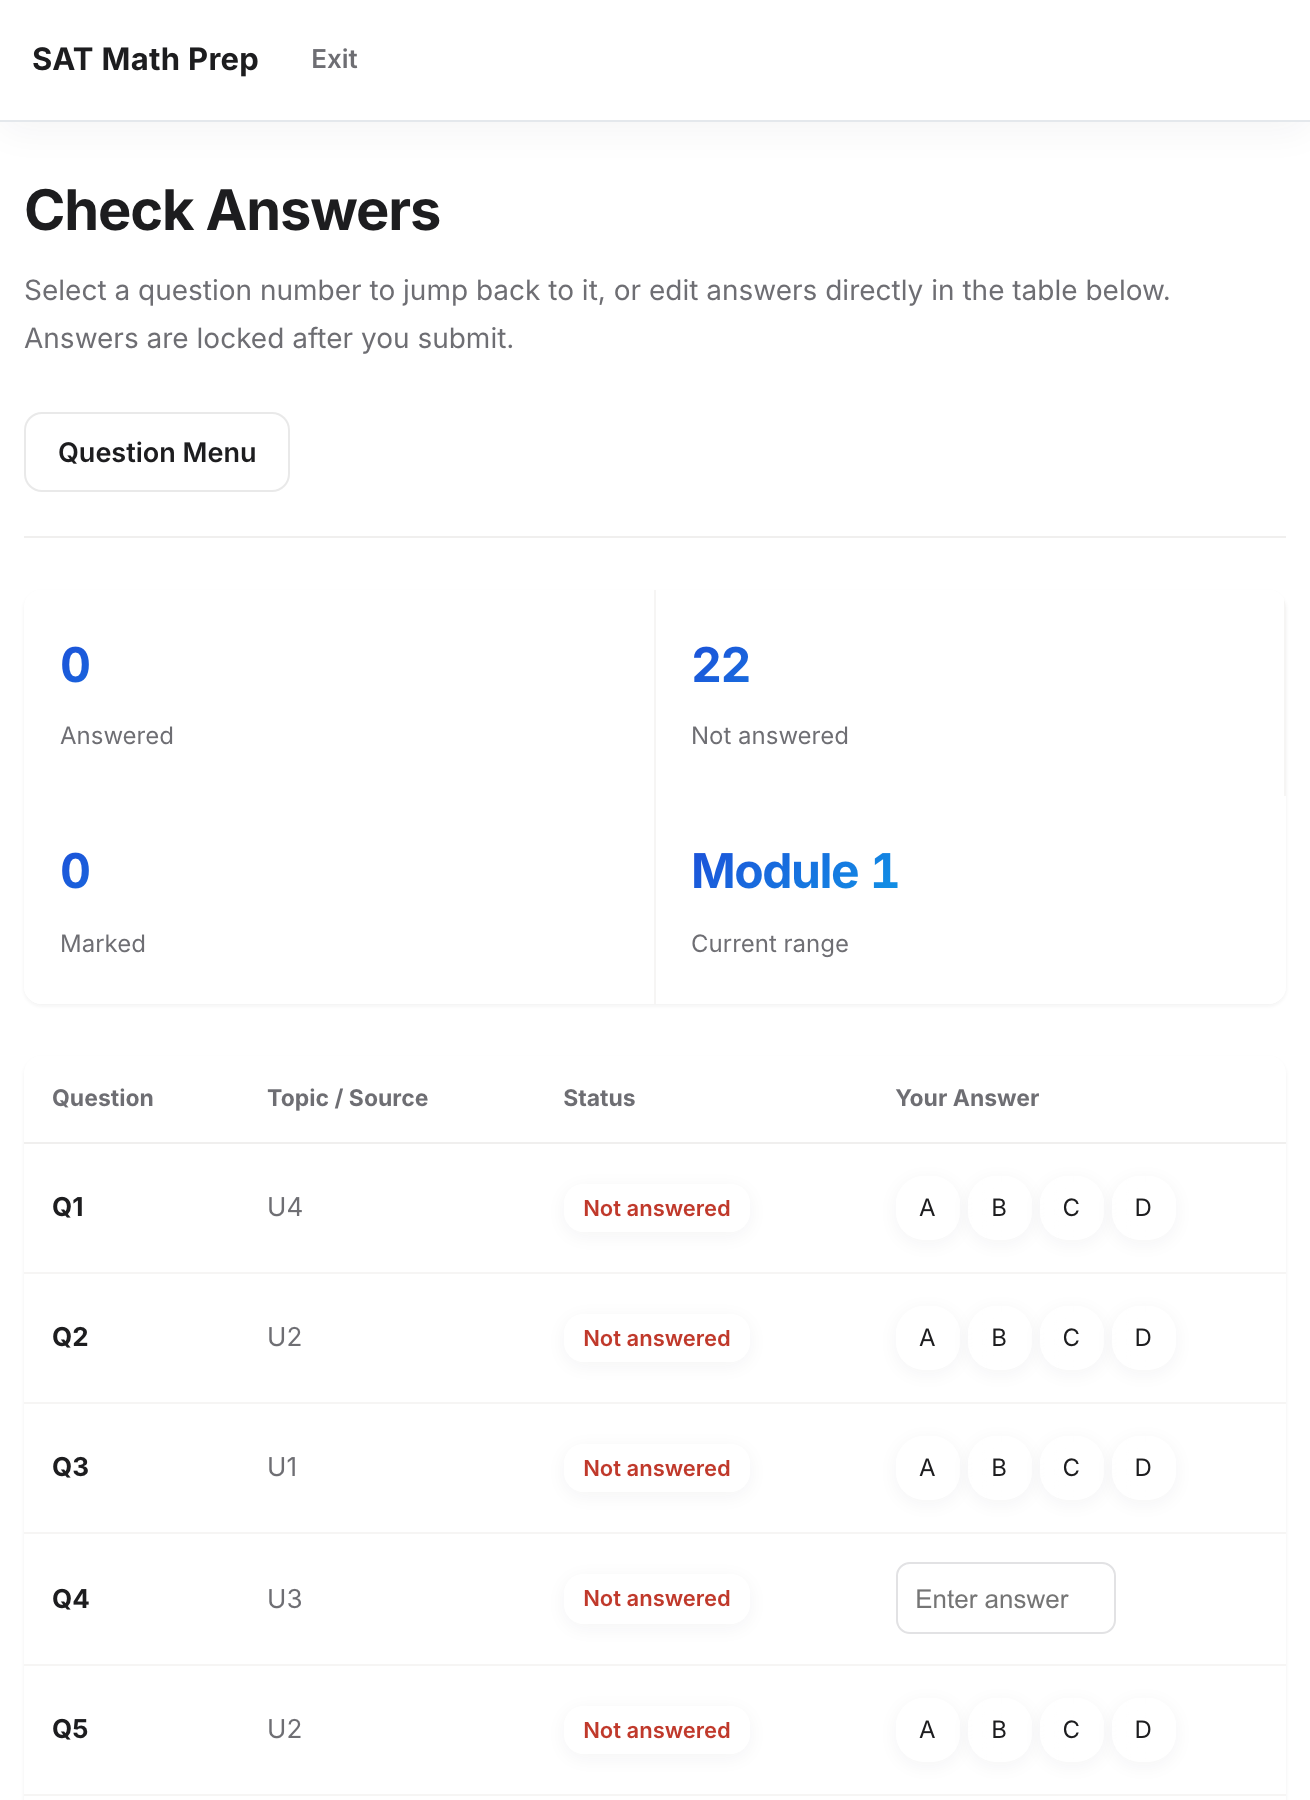 SAT Math Prep Exit
Check Answers
Select a question number to jump back to it, or edit answers directly in the table below.
Answers are locked after you submit.
Question Menu
0
Answered
22
Not answered
0
Marked
Module 1
Current range
Question Topic / Source Status Your Answer
Q1 U4 Not answered A B C D
Q2 U2 Not answered A B C D
Q3 U1 Not answered A B C D
Q4 U3 Not answered Enter answer
Q5 U2 Not answered A B C D